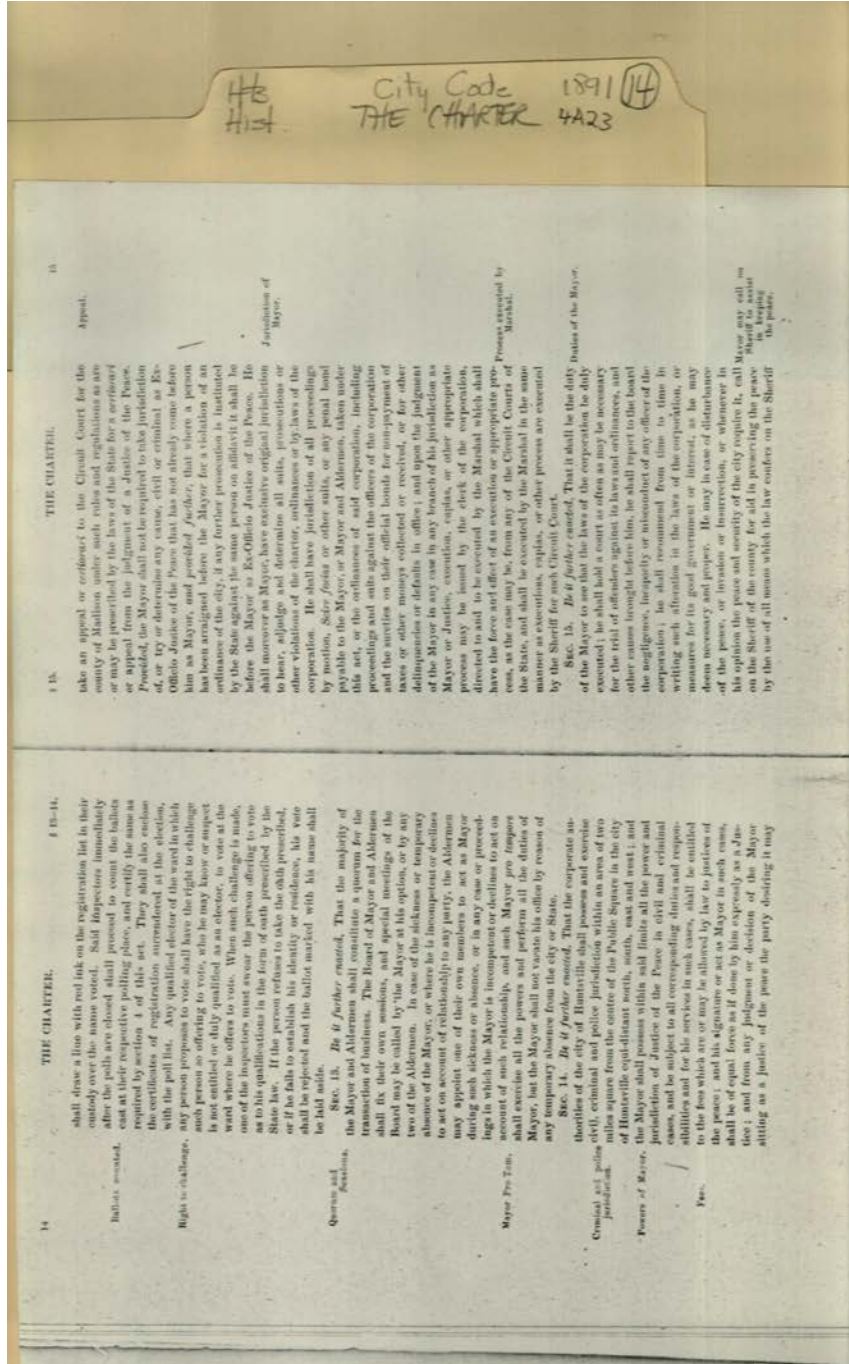 Hts City Code 1891 14
Hist. THE CHARTER 4A23
14 THE CHARTER. § 13-14.
shall draw a line with red ink on the registration list in their
custody over the name voted. Said inspectors immediately
Ballots counted. after the polls are closed shall proceed to count the ballots
cast at their respective polling place, and certify the same as
required by section 4 of this act. They shall also enclose
the certificates of registration surrendered at the election,
with the poll list. Any qualified elector of the ward in which
Right to challenge. any person proposes to vote shall have the right to challenge
such person so offering to vote, who he may know or suspect
is not entitled or duly qualified as an elector, to vote at the
ward where he offers to vote. When such challenge is made,
one of the inspectors must swear the person offering to vote
as to his qualifications in the form of oath prescribed by the
State law. If the person refuses to take the oath prescribed,
or if he fails to establish his identity or residence, his vote
shall be rejected and the ballot marked with his name shall
be laid aside.
Quorum and Sessions. SEC. 13. Be it further enacted, That the majority of
the Mayor and Aldermen shall constitute a quorum for the
transaction of business. The Board of Mayor and Aldermen
shall fix their own sessions, and special meetings of the
Board may be called by the Mayor at his option, or by any
two of the Aldermen. In case of the sickness or temporary
absence of the Mayor, or where he is incompetent or declines
to act on account of relationship to any party, the Aldermen
may appoint one of their own members to act as Mayor
during such sickness or absence, or in any case or proceed-
ings in which the Mayor is incompetent or declines to act on
Mayor Pro Tem. account of such relationship, and such Mayor pro tempore
shall exercise all the powers and perform all the duties of
Mayor, but the Mayor shall not vacate his office by reason of
any temporary absence from the city or State.
SEC. 14. Be it further enacted. That the corporate au-
thorities of the city of Huntsville shall possess and exercise
Criminal and police jurisdiction. civil, criminal and police jurisdiction within an area of two
miles square from the centre of the Public Square in the city
of Huntsville equi-distant north, south, east and west; and
Powers of Mayor. the Mayor shall possess within said limits all the power and
jurisdiction of Justice of the Peace in civil and criminal
cases, and be subject to all corresponding duties and respon-
sibilities and for his services in such cases, shall be entitled
Fees. to the fees which are or may be allowed by law to justices of
the peace; and his signature or act as Mayor in such cases,
shall be of equal force as if done by him expressly as a Jus-
tice; and from any judgment or decision of the Mayor
sitting as a justice of the peace the party desiring it may
§ 15. THE CHARTER. 15
take an appeal or certiorari to the Circuit Court for the
Appeal. county of Madison under such rules and regulations as are
or may be prescribed by the laws of the State for a certiorari
or appeal from the judgment of a Justice of the Peace.
Provided, the Mayor shall not be required to take jurisdiction
of, or try or determine any cause, civil or criminal as Ex-
Officio Justice of the Peace that has not already come before
him as Mayor, and provided further, that where a person
has been arraigned before the Mayor for a violation of an
ordinance of the city, if any further prosecution is instituted
by the State against the same person on affidavit it shall be
before the Mayor as Ex-Officio Justice of the Peace. He
Jurisdiction of Mayor. shall moreover as Mayor, have exclusive original jurisdiction
to hear, adjudge and determine all suits, prosecutions or
other violations of the charter, ordinances or by-laws of the
corporation. He shall have jurisdiction of all proceedings
by motion, Scire facias or other suits, or any penal bond
payable to the Mayor, or Mayor and Aldermen, taken under
this act, or the ordinances of said corporation, including
proceedings and suits against the officers of the corporation
and the sureties on their official bonds for non-payment of
taxes or other moneys collected or received, or for other
delinquencies or defaults in office; and upon the judgment
of the Mayor in any case in any branch of his jurisdiction as
Mayor or Justice, execution, capias, or other appropriate
process may be issued by the clerk of the corporation,
directed to and to be executed by the Marshal which shall
Process executed by Marshal. have the force and effect of an execution or appropriate pro-
cess, as the case may be, from any of the Circuit Courts of
the State, and shall be executed by the Marshal in the same
manner as executions, capias, or other process are executed
by the Sheriff for such Circuit Court.
Duties of the Mayor. SEC. 15. Be it further enacted, That it shall be the duty
of the Mayor to see that the laws of the corporation be duly
executed; he shall hold a court as often as may be necessary
for the trial of offenders against its laws and ordinances, and
other causes brought before him, he shall report to the board
the negligence, incapacity or misconduct of any officer of the
corporation; he shall recommend from time to time in
writing such alteration in the laws of the corporation, or
measures for its good government or interest, as he may
deem necessary and proper. He may in case of disturbance
of the peace, or invasion or insurrection, or whenever in
Mayor may call on Sheriff to assist in keeping the peace. his opinion the peace and security of the city require it, call
on the Sheriff of the county for aid in preserving the peace
by the use of all means which the law confers on the Sheriff